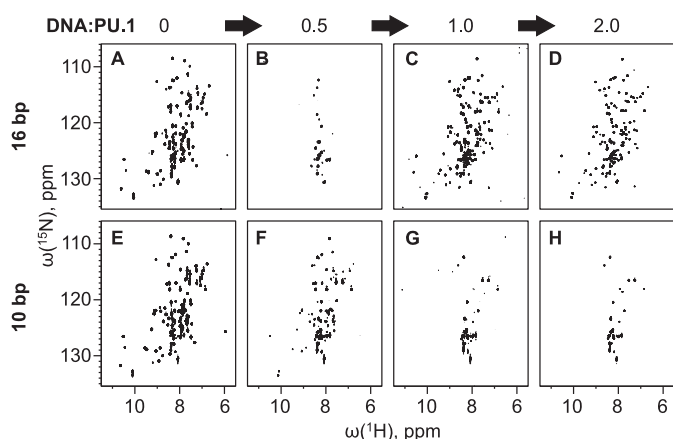 DNA:PU.1 0 0.5 1.0 2.0
16 bp
ω(¹⁵N), ppm
110
120
130
A B C D
10 bp
110
120
130
E F G H
10 8 6 10 8 6 10 8 6 10 8 6
ω(¹H), ppm